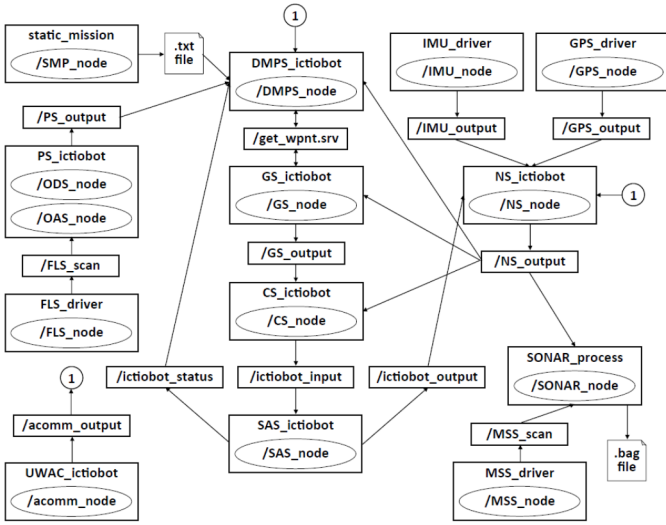 static_mission
/SMP_node
.txt
file
1
DMPS_ictiobot
/DMPS_node
IMU_driver
/IMU_node
GPS_driver
/GPS_node
/PS_output
/get_wpnt.srv
/IMU_output
/GPS_output
PS_ictiobot
/ODS_node
/OAS_node
GS_ictiobot
/GS_node
NS_ictiobot
/NS_node
1
/FLS_scan
/GS_output
/NS_output
FLS_driver
/FLS_node
CS_ictiobot
/CS_node
1
/ictiobot_status
/ictiobot_input
/ictiobot_output
SONAR_process
/SONAR_node
/acomm_output
SAS_ictiobot
/SAS_node
/MSS_scan
.bag
file
UWAC_ictiobot
/acomm_node
MSS_driver
/MSS_node